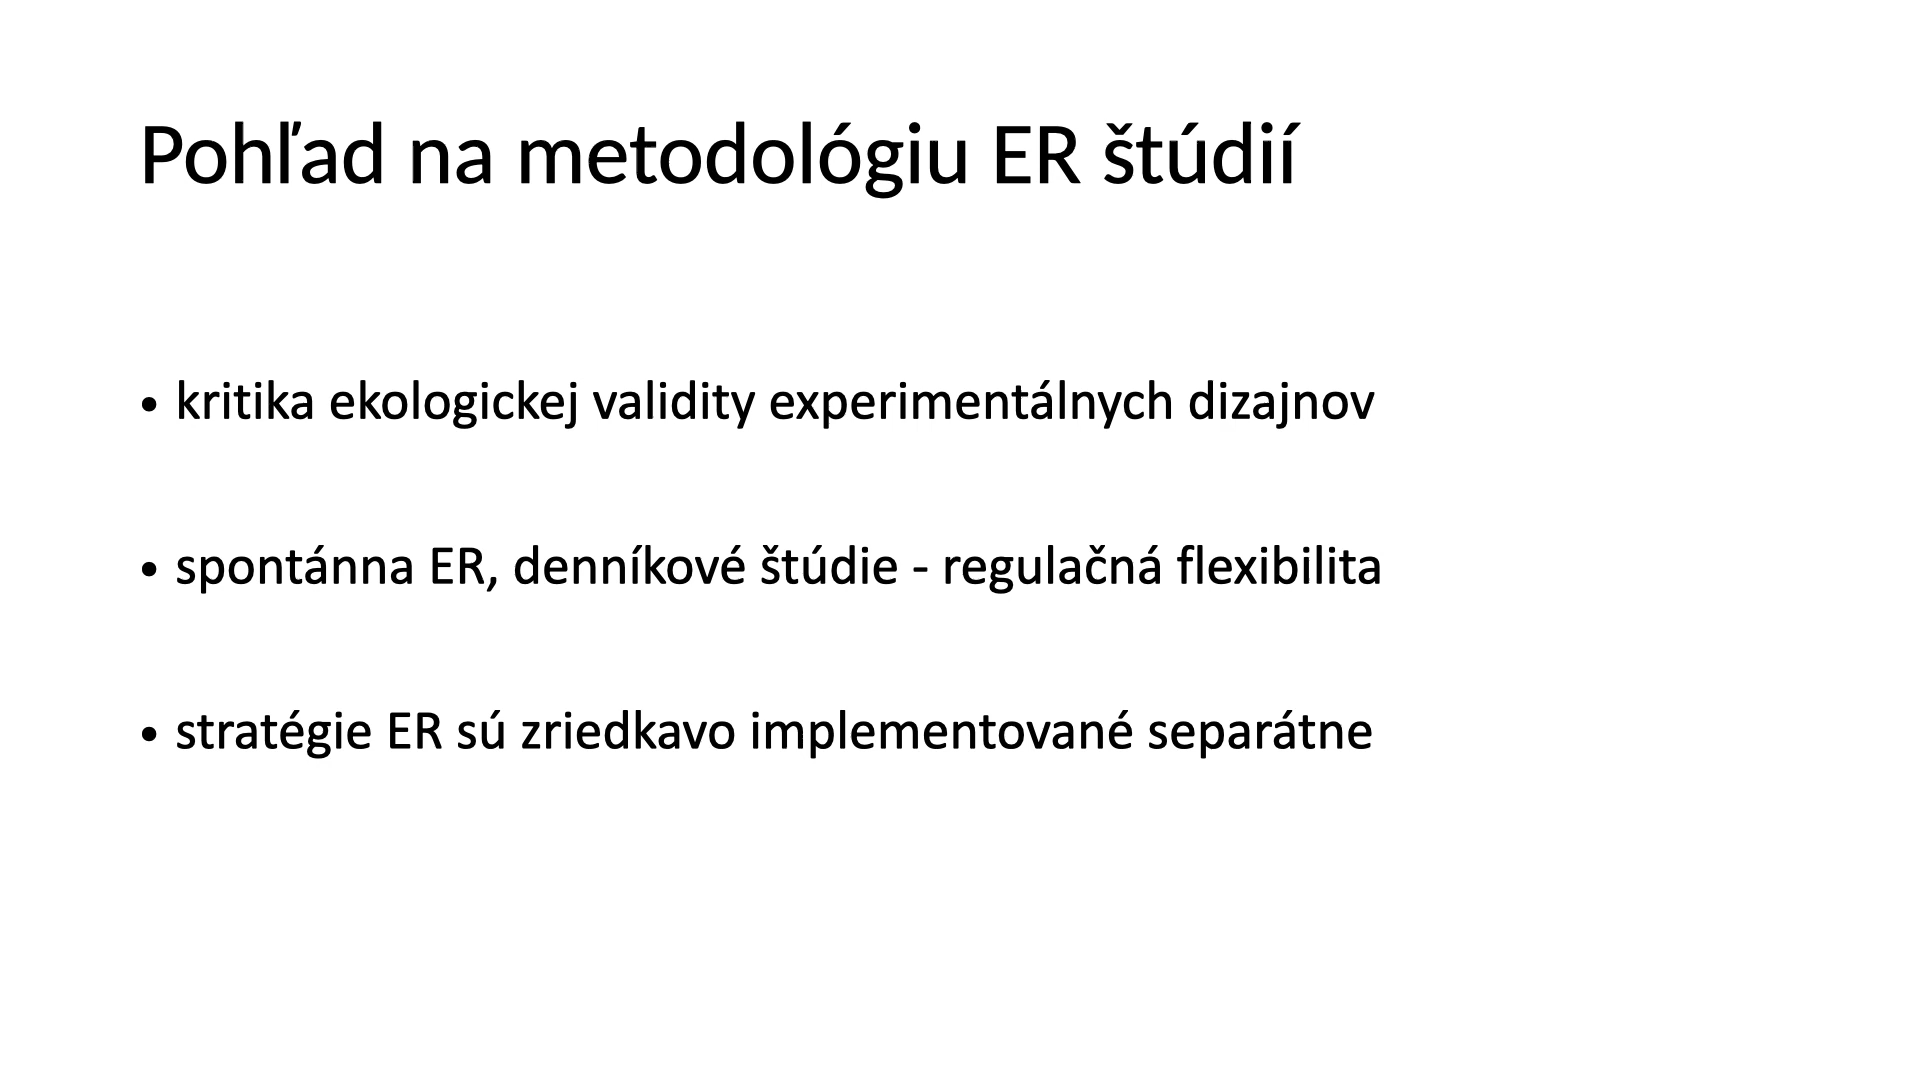 Pohľad na metodológiu ER štúdií
• kritika ekologickej validity experimentálnych dizajnov
• spontánna ER, denníkové štúdie - regulačná flexibilita
• stratégie ER sú zriedkavo implementované separátne